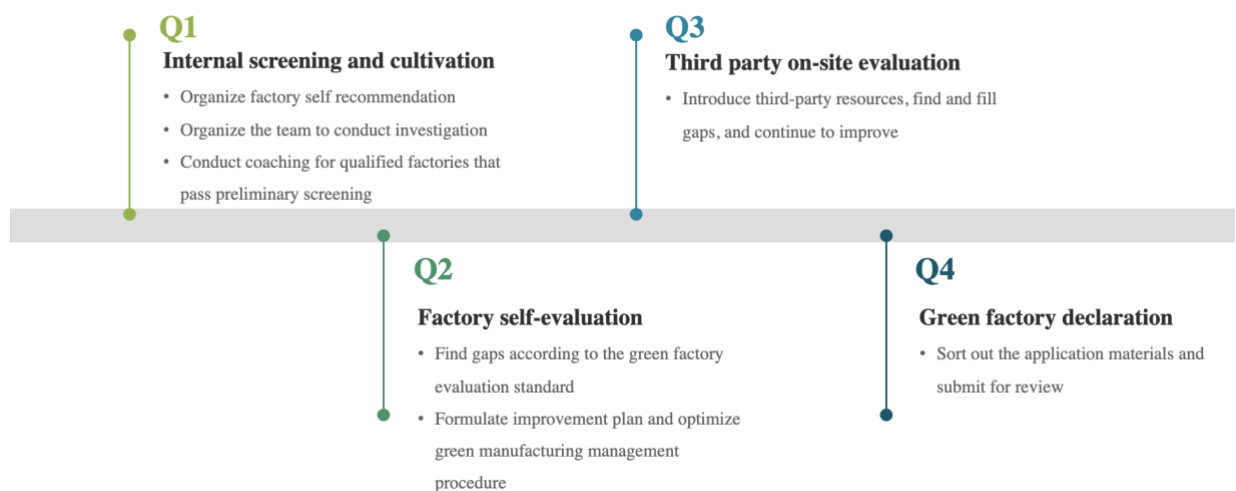 Q1
Internal screening and cultivation
• Organize factory self recommendation
• Organize the team to conduct investigation
• Conduct coaching for qualified factories that
pass preliminary screening
Q2
Factory self-evaluation
• Find gaps according to the green factory
evaluation standard
• Formulate improvement plan and optimize
green manufacturing management
procedure
Q3
Third party on-site evaluation
• Introduce third-party resources, find and fill
gaps, and continue to improve
Q4
Green factory declaration
• Sort out the application materials and
submit for review